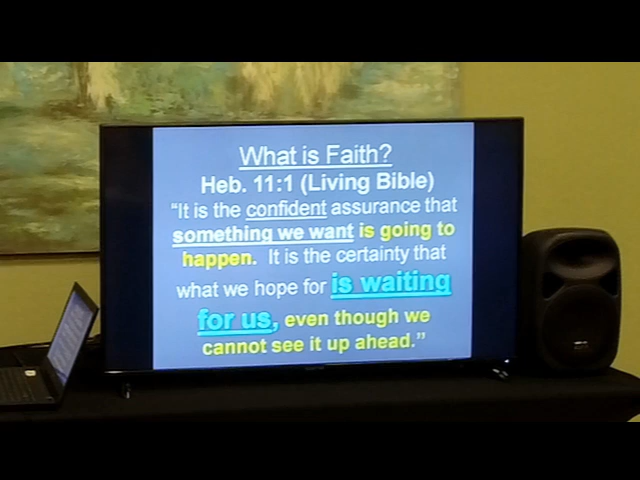 What is Faith?
Heb. 11:1 (Living Bible)
“It is the confident assurance that
something we want is going to
happen. It is the certainty that
what we hope for is waiting
for us, even though we
cannot see it up ahead.”